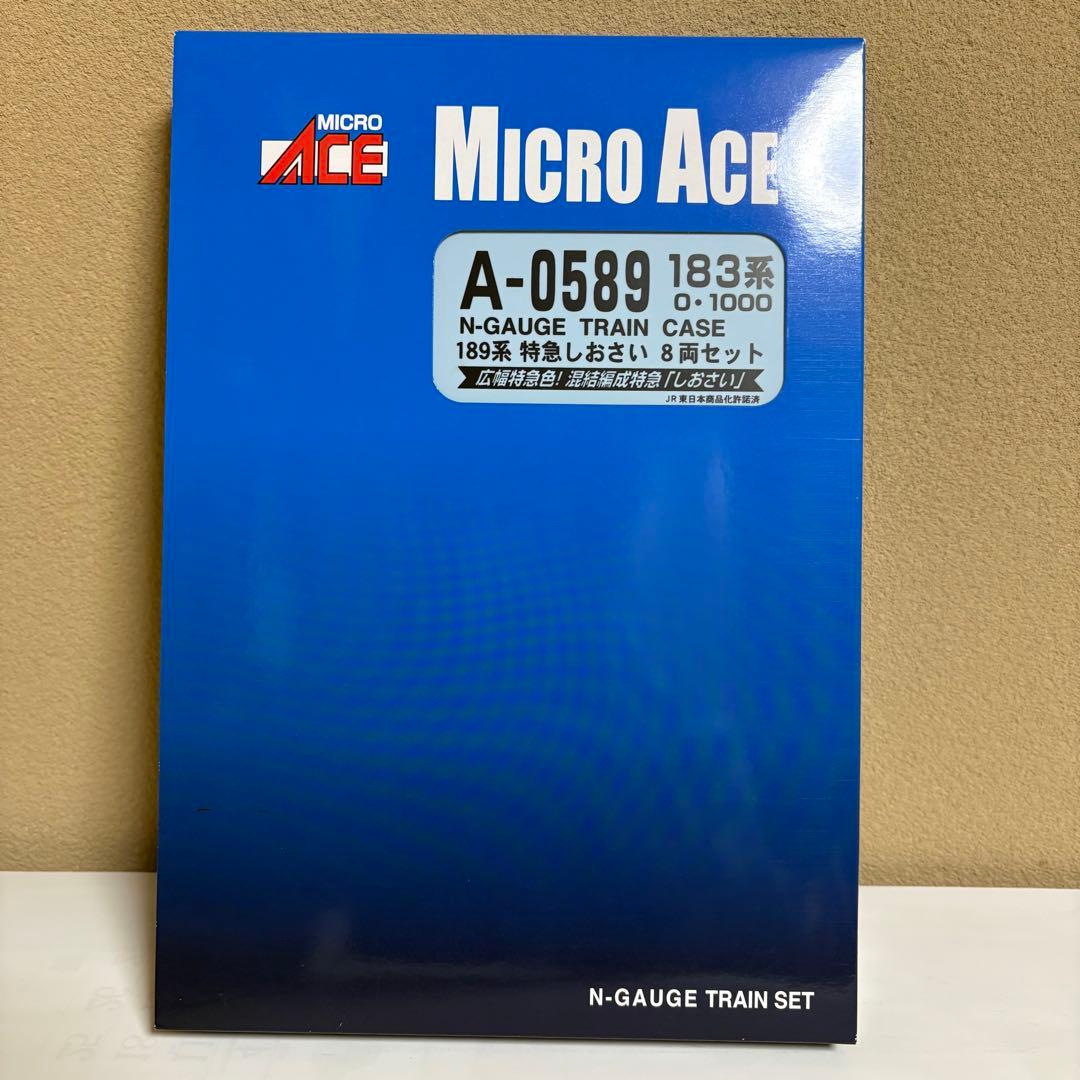 MICRO
ACE
MICRO ACE
A-0589 183系
0・1000
N-GAUGE TRAIN CASE
189系 特急しおさい 8両セット
広幅特急色! 混結編成特急「しおさい」
JR東日本商品化許諾済
N-GAUGE TRAIN SET